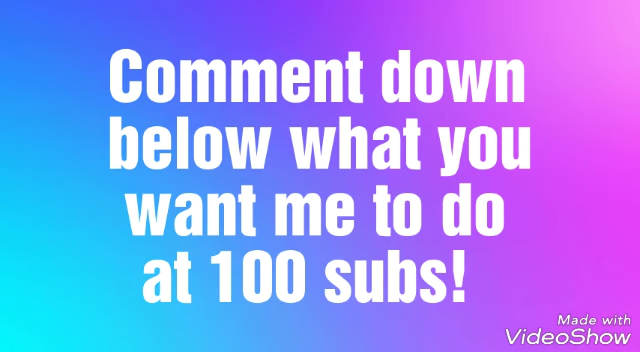 Comment down
below what you
want me to do
at 100 subs!
Made with
VideoShow